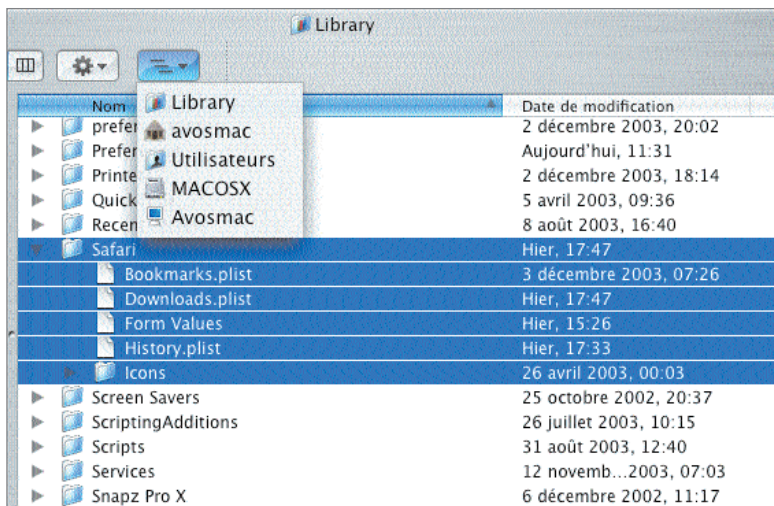 Library
Nom Date de modification
Library
avosmac
Utilisateurs
MACOSX
Avosmac
prefer 2 décembre 2003, 20:02
Prefer Aujourd'hui, 11:31
Printe 2 décembre 2003, 18:14
Quick 5 avril 2003, 09:36
Recen 8 août 2003, 16:40
Safari Hier, 17:47
Bookmarks.plist 3 décembre 2003, 07:26
Downloads.plist Hier, 17:47
Form Values Hier, 15:26
History.plist Hier, 17:33
Icons 26 avril 2003, 00:03
Screen Savers 25 octobre 2002, 20:37
ScriptingAdditions 26 juillet 2003, 10:15
Scripts 31 août 2003, 12:40
Services 12 novemb...2003, 07:03
Snapz Pro X 6 décembre 2002, 11:17